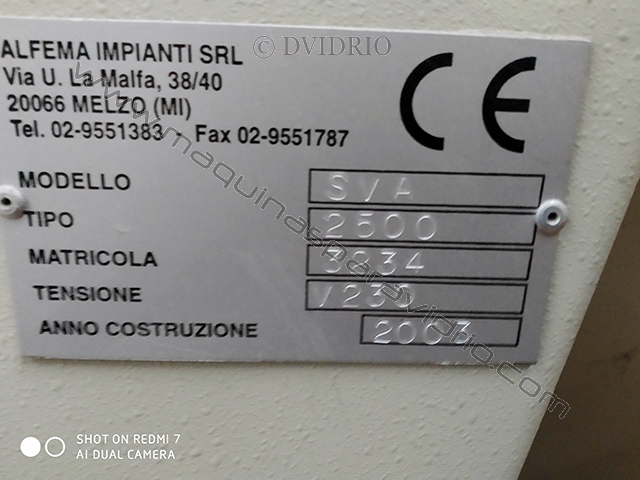 © DVIDRIO
ALFEMA IMPIANTI SRL
Via U. La Malfa, 38/40
20066 MELZO (MI)
Tel. 02-9551383 - Fax 02-9551787
CE
MODELLO SVA
TIPO 2500
MATRICOLA 3834
TENSIONE V230
ANNO COSTRUZIONE 2003
www.maquinasparavidrio.com
SHOT ON REDMI 7
AI DUAL CAMERA